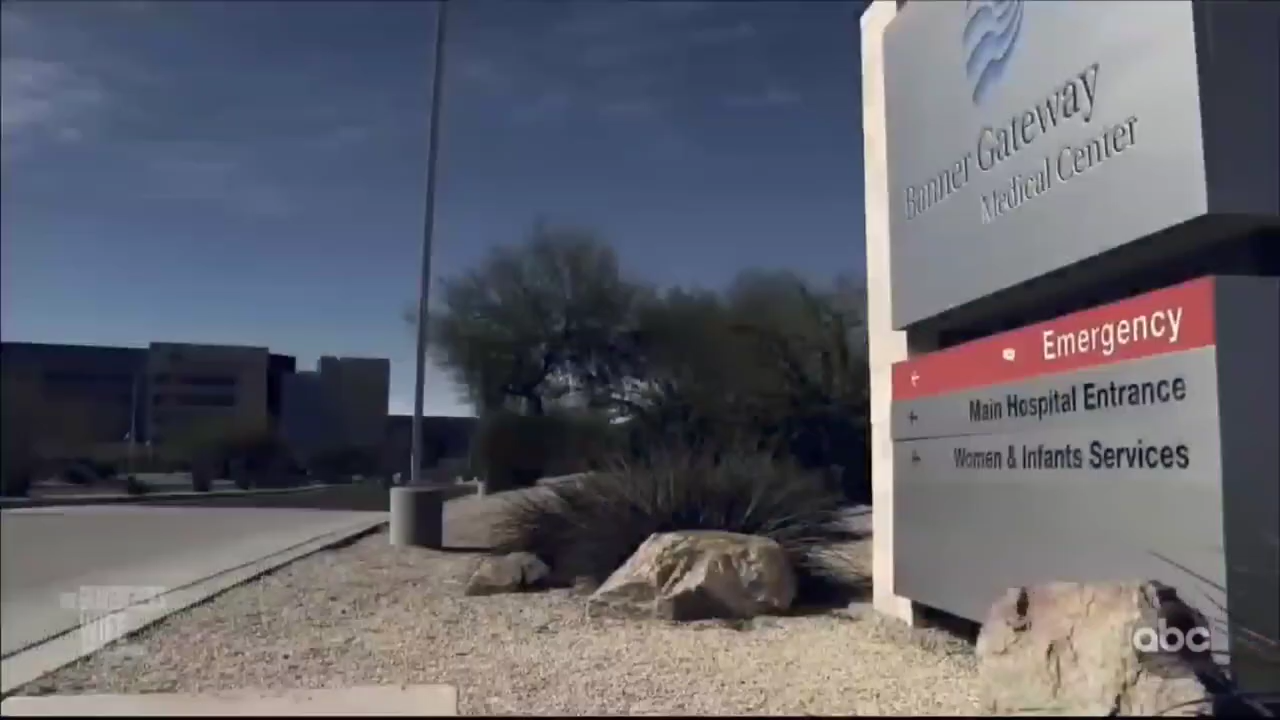 Banner Gateway
Medical Center
Emergency
Main Hospital Entrance
Women & Infants Services
abc